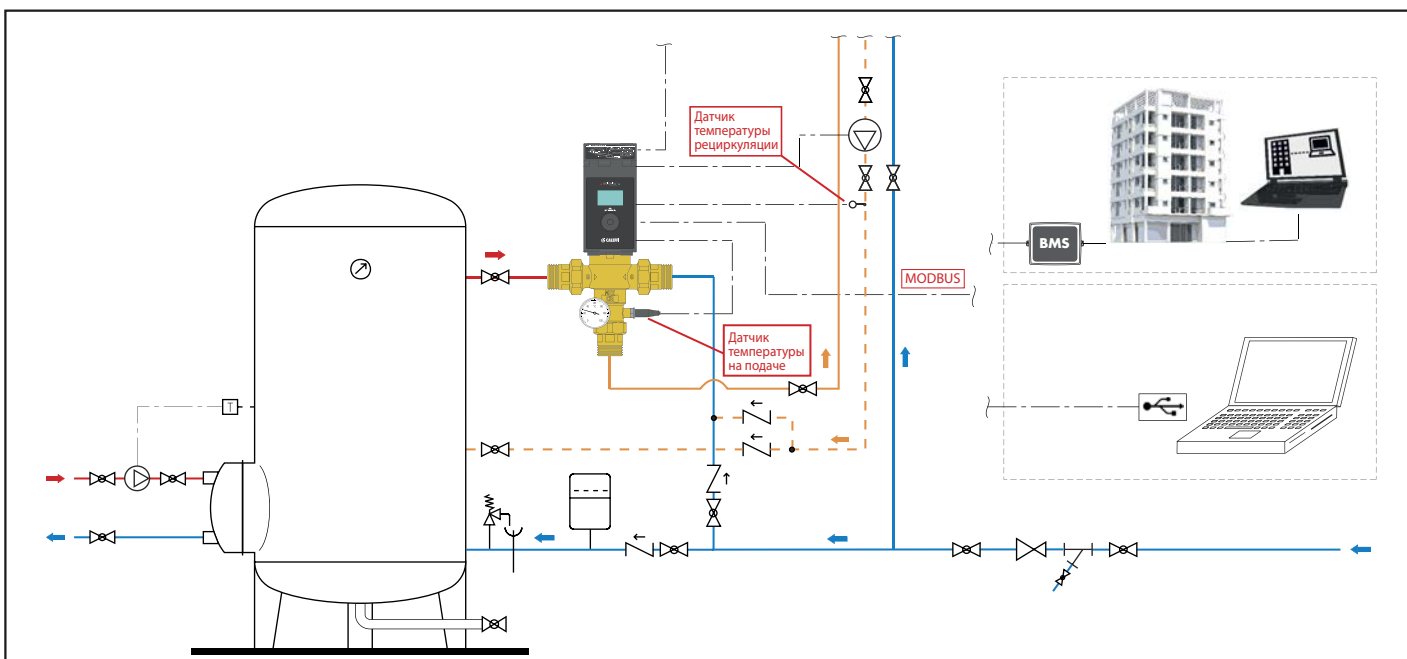 Датчик
температуры
рециркуляции
CALEFFI
BMS
MODBUS
Датчик
температуры
на подаче
T